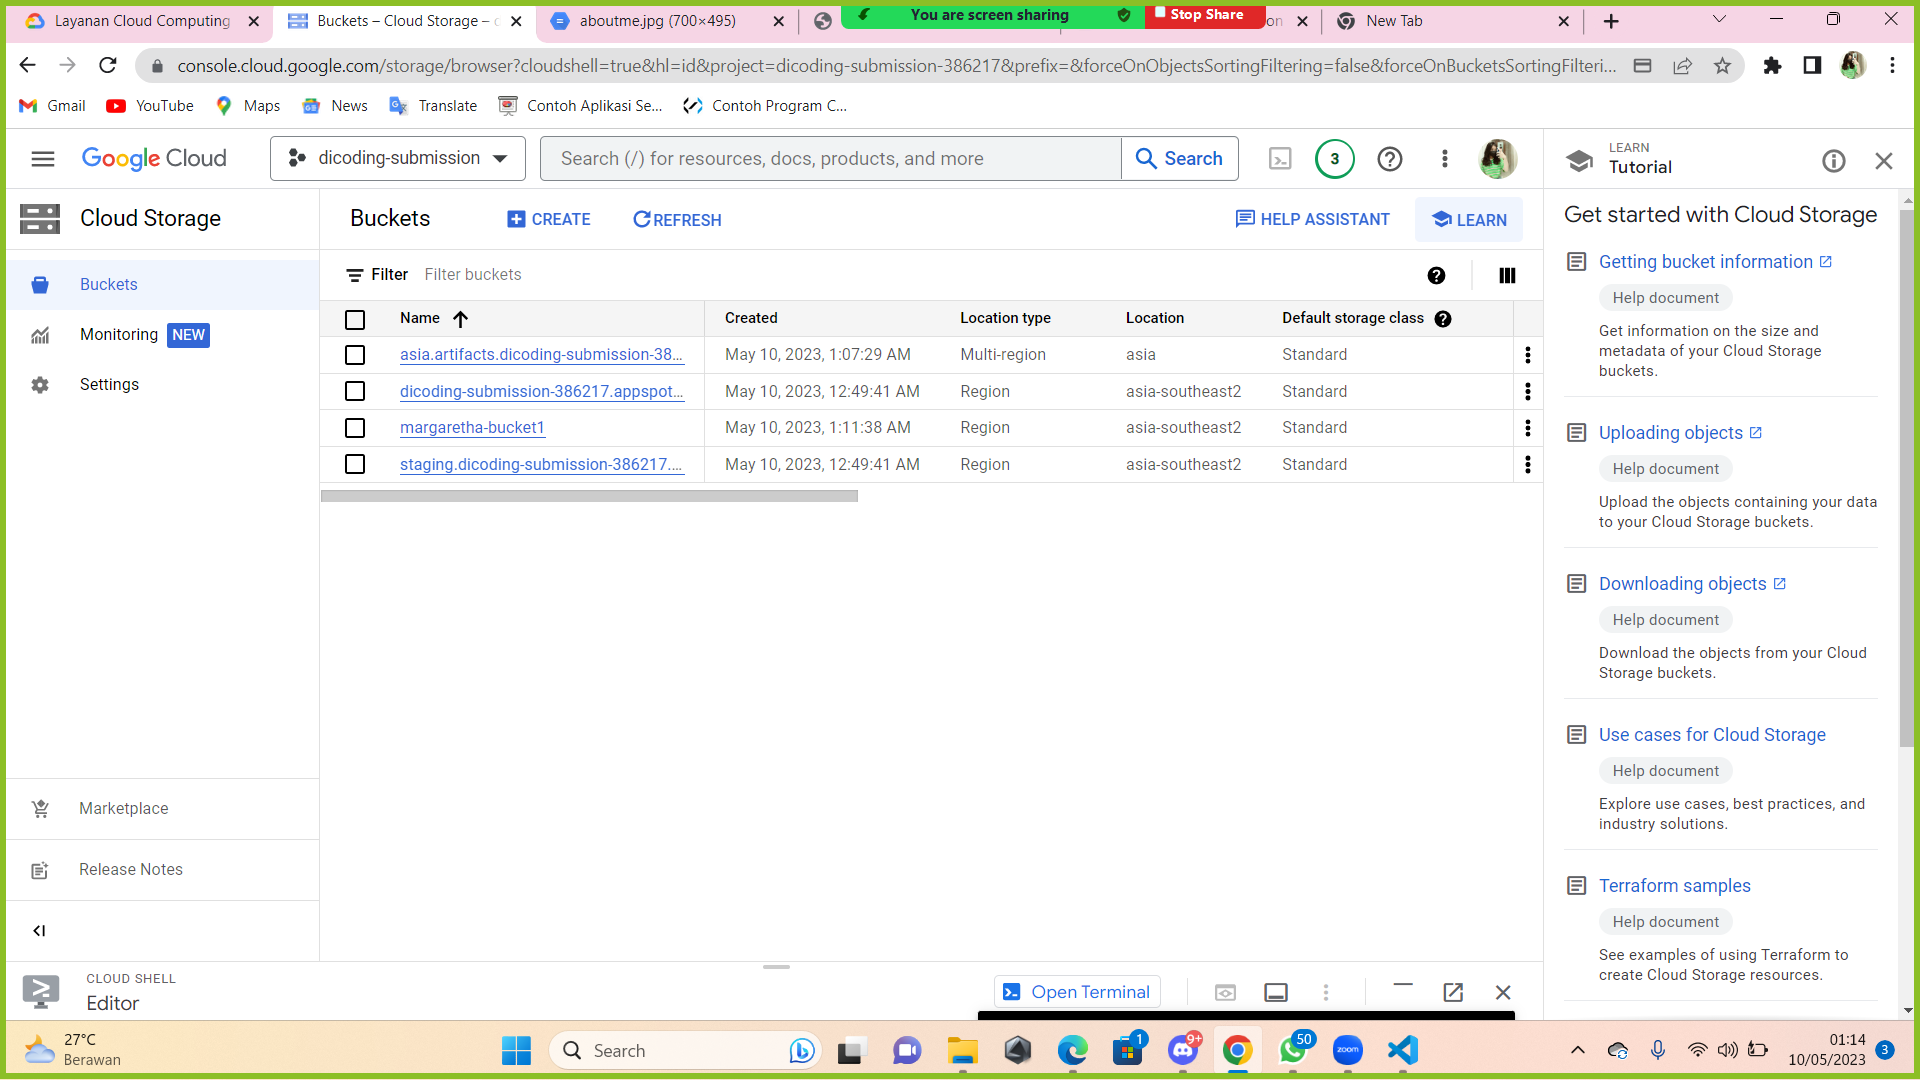 Layanan Cloud Computing
Buckets – Cloud Storage – 
aboutme.jpg (700×495)
You are screen sharing
Stop Share
on
New Tab
console.cloud.google.com/storage/browser?cloudshell=true&hl=id&project=dicoding-submission-386217&prefix=&forceOnObjectsSortingFiltering=false&forceOnBucketsSortingFilteri...
Gmail
YouTube
Maps
News
Translate
Contoh Aplikasi Se...
Contoh Program C...
Google Cloud
dicoding-submission
Search (/) for resources, docs, products, and more
Search
3
LEARN
Tutorial
Cloud Storage
Buckets
CREATE
REFRESH
HELP ASSISTANT
LEARN
Buckets
Monitoring NEW
Settings
Marketplace
Release Notes
Filter Filter buckets
Name Created Location type Location Default storage class
asia.artifacts.dicoding-submission-38... May 10, 2023, 1:07:29 AM Multi-region asia Standard
dicoding-submission-386217.appspot... May 10, 2023, 12:49:41 AM Region asia-southeast2 Standard
margaretha-bucket1 May 10, 2023, 1:11:38 AM Region asia-southeast2 Standard
staging.dicoding-submission-386217.... May 10, 2023, 12:49:41 AM Region asia-southeast2 Standard
Get started with Cloud Storage
Getting bucket information
Help document
Get information on the size and
metadata of your Cloud Storage
buckets.
Uploading objects
Help document
Upload the objects containing your data
to your Cloud Storage buckets.
Downloading objects
Help document
Download the objects from your Cloud
Storage buckets.
Use cases for Cloud Storage
Help document
Explore use cases, best practices, and
industry solutions.
Terraform samples
Help document
See examples of using Terraform to
create Cloud Storage resources.
CLOUD SHELL
Editor
Open Terminal
27°C
Berawan
Search
1
9+
50
zoom
01:14
10/05/2023
3